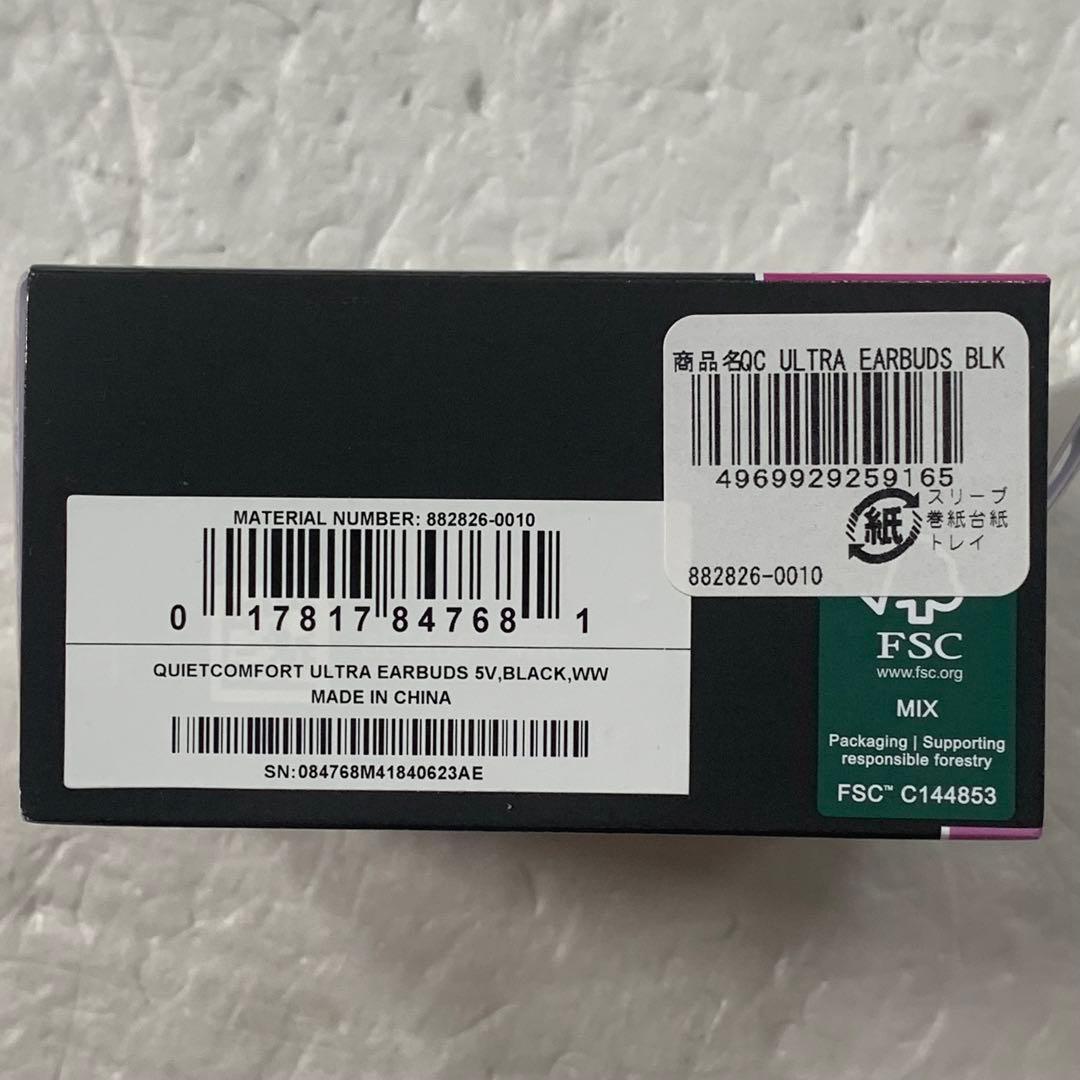 商品名QC ULTRA EARBUDS BLK
4969929259165
紙
スリーブ
巻紙台紙
トレイ
882826-0010
MATERIAL NUMBER: 882826-0010
0 17817 84768 1
QUIETCOMFORT ULTRA EARBUDS 5V,BLACK,WW
MADE IN CHINA
SN:084768M41840623AE
FSC
www.fsc.org
MIX
Packaging | Supporting
responsible forestry
FSC™ C144853